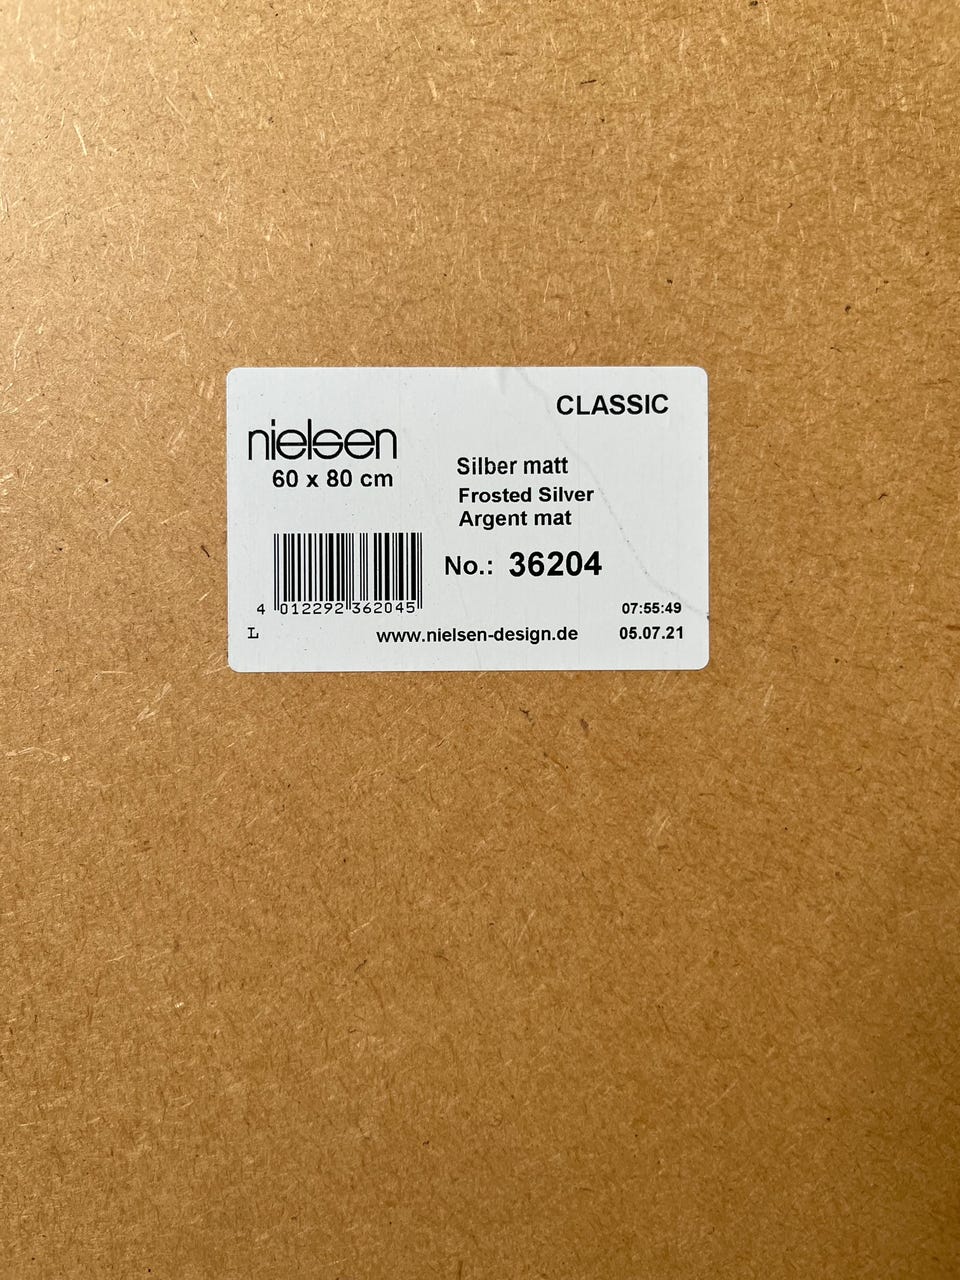 CLASSIC
nielsen
60 x 80 cm
Silber matt
Frosted Silver
Argent mat
No.: 36204
4 012292 362045
07:55:49
L
www.nielsen-design.de
05.07.21